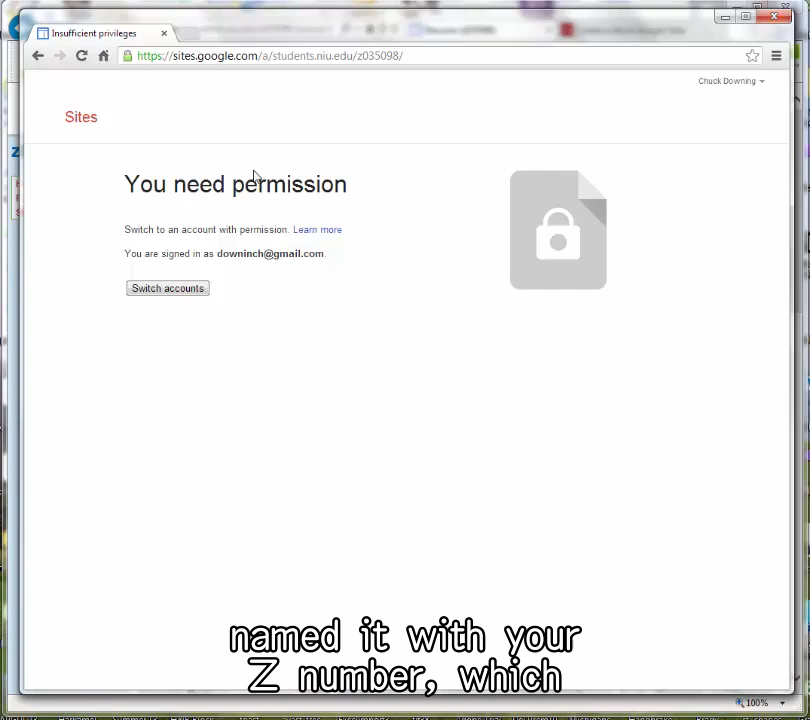 Insufficient privileges
https://sites.google.com/a/students.niu.edu/z035098/
Chuck Downing
Sites
You need permission
Switch to an account with permission. Learn more
You are signed in as downinch@gmail.com.
Switch accounts
named it with your
Z number, which
100%